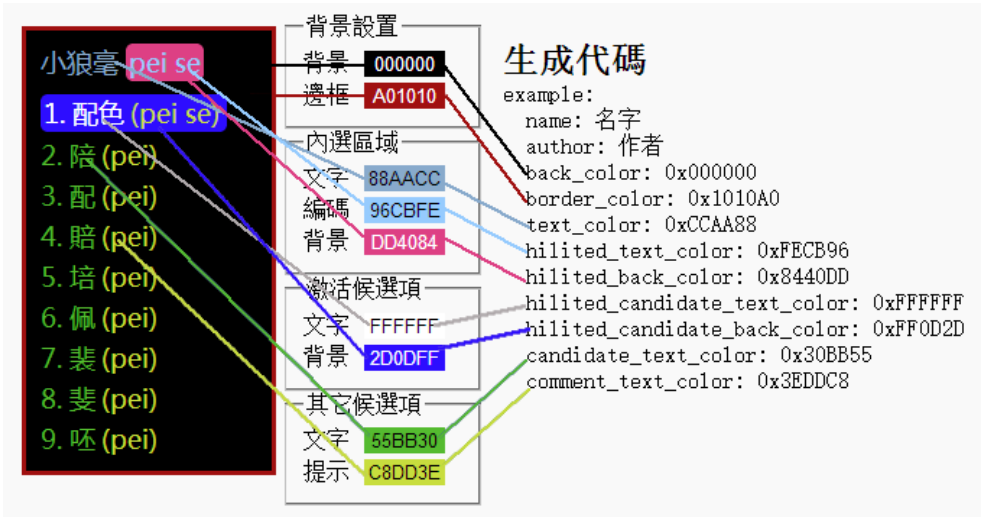 小狼毫 pei se
1. 配色 (pei se)
2. 陪 (pei)
3. 配 (pei)
4. 賠 (pei)
5. 培 (pei)
6. 佩 (pei)
7. 裴 (pei)
8. 斐 (pei)
9. 呸 (pei)
背景設置
背景 000000
邊框 A01010
內選區域
文字 88AACC
編碼 96CBFE
背景 DD4084
激活候選項
文字 FFFFFF
背景 2D0DFF
其它候選項
文字 55BB30
提示 C8DD3E
生成代碼
example:
name: 名字
author: 作者
back_color: 0x000000
border_color: 0x1010A0
text_color: 0xCCAA88
hilited_text_color: 0xFECB96
hilited_back_color: 0x8440DD
hilited_candidate_text_color: 0xFFFFFF
hilited_candidate_back_color: 0xFF0D2D
candidate_text_color: 0x30BB55
comment_text_color: 0x3EDDC8